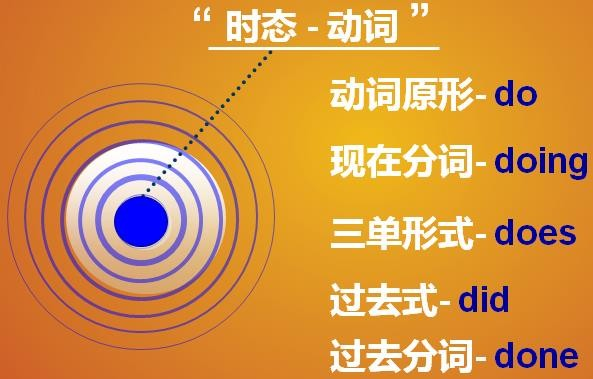 “ 时态 - 动词 ”
动词原形- do
现在分词- doing
三单形式- does
过去式- did
过去分词- done